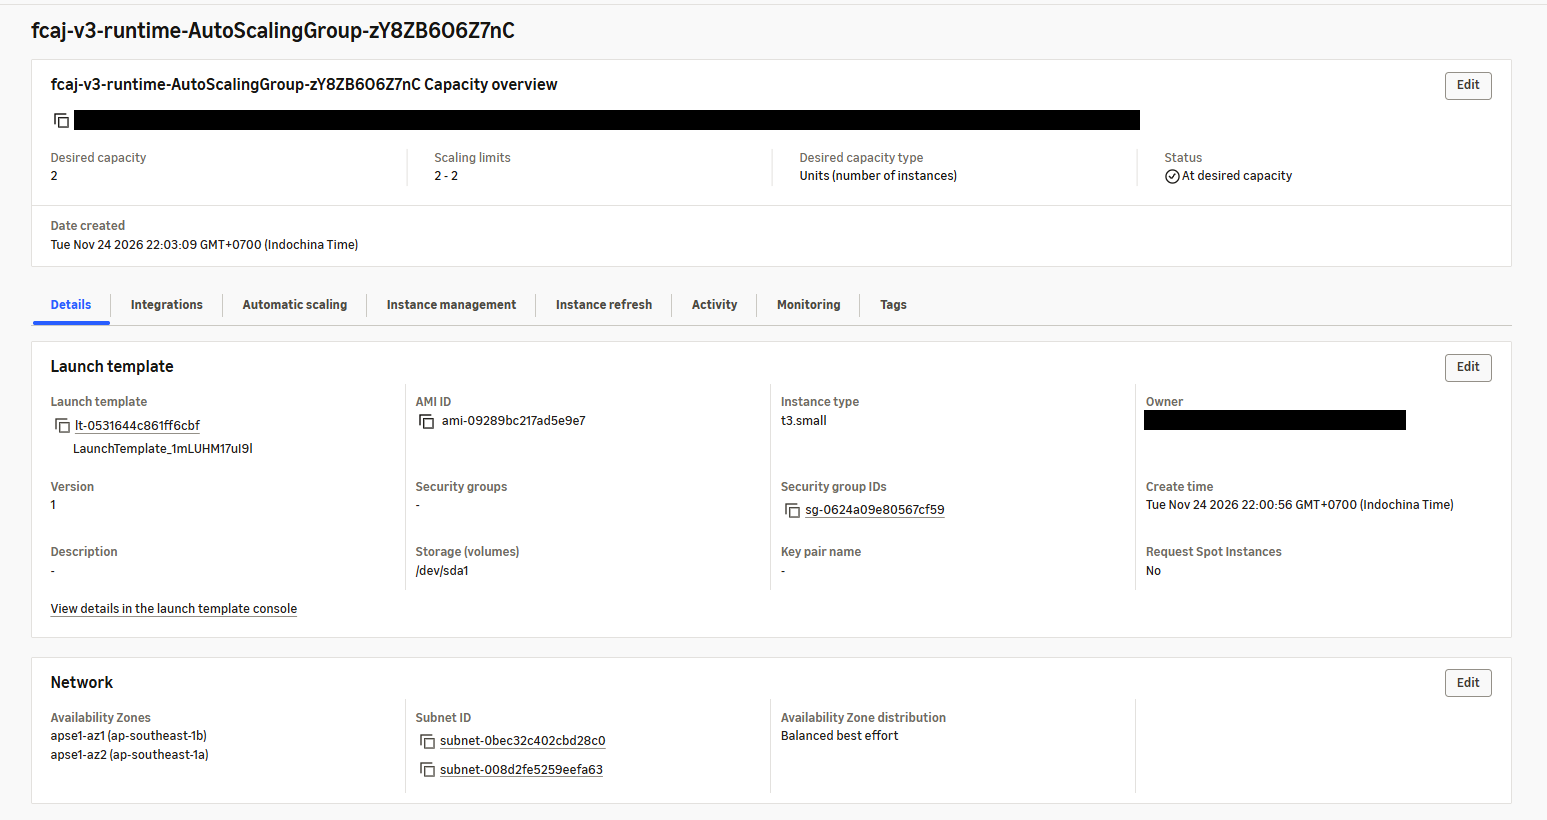 fcaj-v3-runtime-AutoScalingGroup-zY8ZB6O6Z7nC
fcaj-v3-runtime-AutoScalingGroup-zY8ZB6O6Z7nC Capacity overview
Edit
Desired capacity
2
Scaling limits
2 - 2
Desired capacity type
Units (number of instances)
Status
At desired capacity
Date created
Tue Nov 24 2026 22:03:09 GMT+0700 (Indochina Time)
Details
Integrations
Automatic scaling
Instance management
Instance refresh
Activity
Monitoring
Tags
Launch template
Edit
Launch template
lt-0531644c861ff6cbf
LaunchTemplate_1mLUHM17uI9l
AMI ID
ami-09289bc217ad5e9e7
Instance type
t3.small
Owner
Version
1
Security groups
-
Security group IDs
sg-0624a09e80567cf59
Create time
Tue Nov 24 2026 22:00:56 GMT+0700 (Indochina Time)
Description
-
Storage (volumes)
/dev/sda1
Key pair name
-
Request Spot Instances
No
View details in the launch template console
Network
Edit
Availability Zones
apse1-az1 (ap-southeast-1b)
apse1-az2 (ap-southeast-1a)
Subnet ID
subnet-0bec32c402cbd28c0
subnet-008d2fe5259eefa63
Availability Zone distribution
Balanced best effort